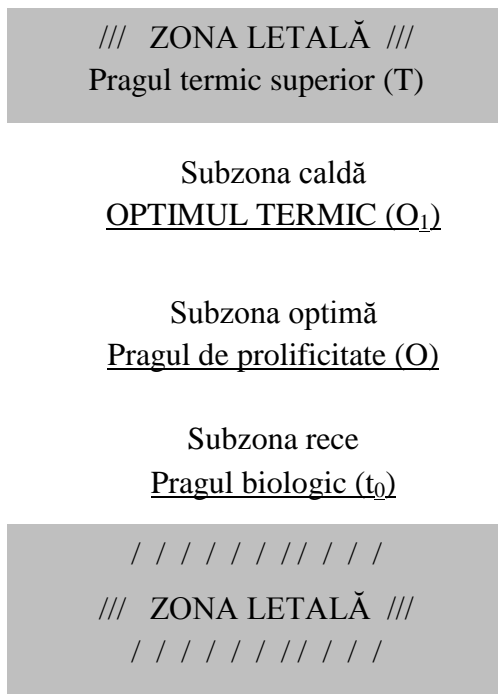 /// ZONA LETALĂ ///
Pragul termic superior (T)
Subzona caldă
OPTIMUL TERMIC (O₁)
Subzona optimă
Pragul de prolificitate (O)
Subzona rece
Pragul biologic (t₀)
/ / / / / / // / / /
/// ZONA LETALĂ ///
/ / / / / / // / / /